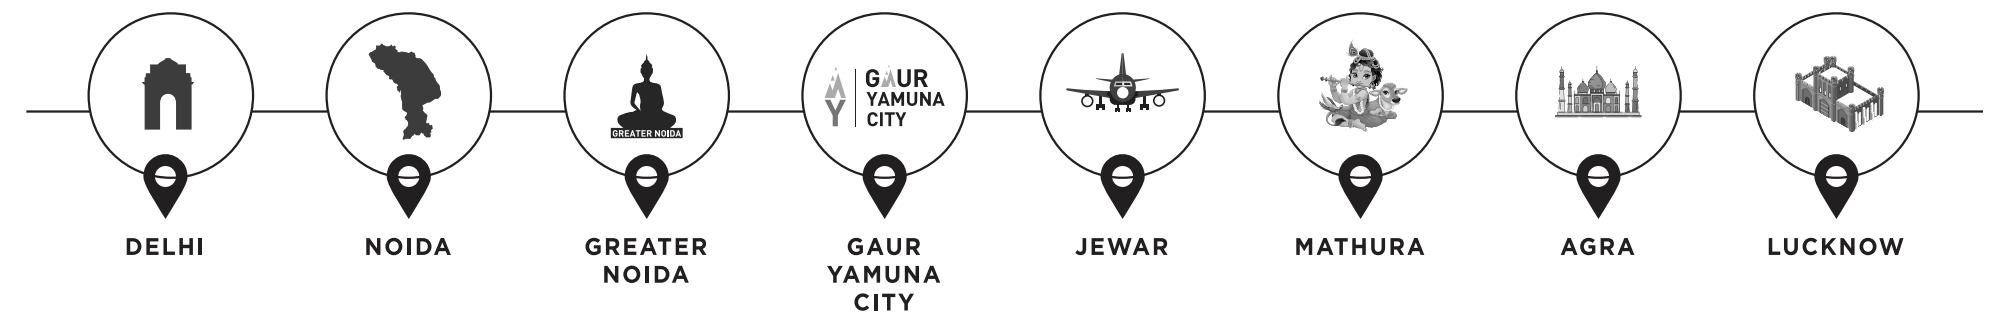 GREATER NOIDA
GAUR
YAMUNA
CITY
DELHI
NOIDA
GREATER
NOIDA
GAUR
YAMUNA
CITY
JEWAR
MATHURA
AGRA
LUCKNOW